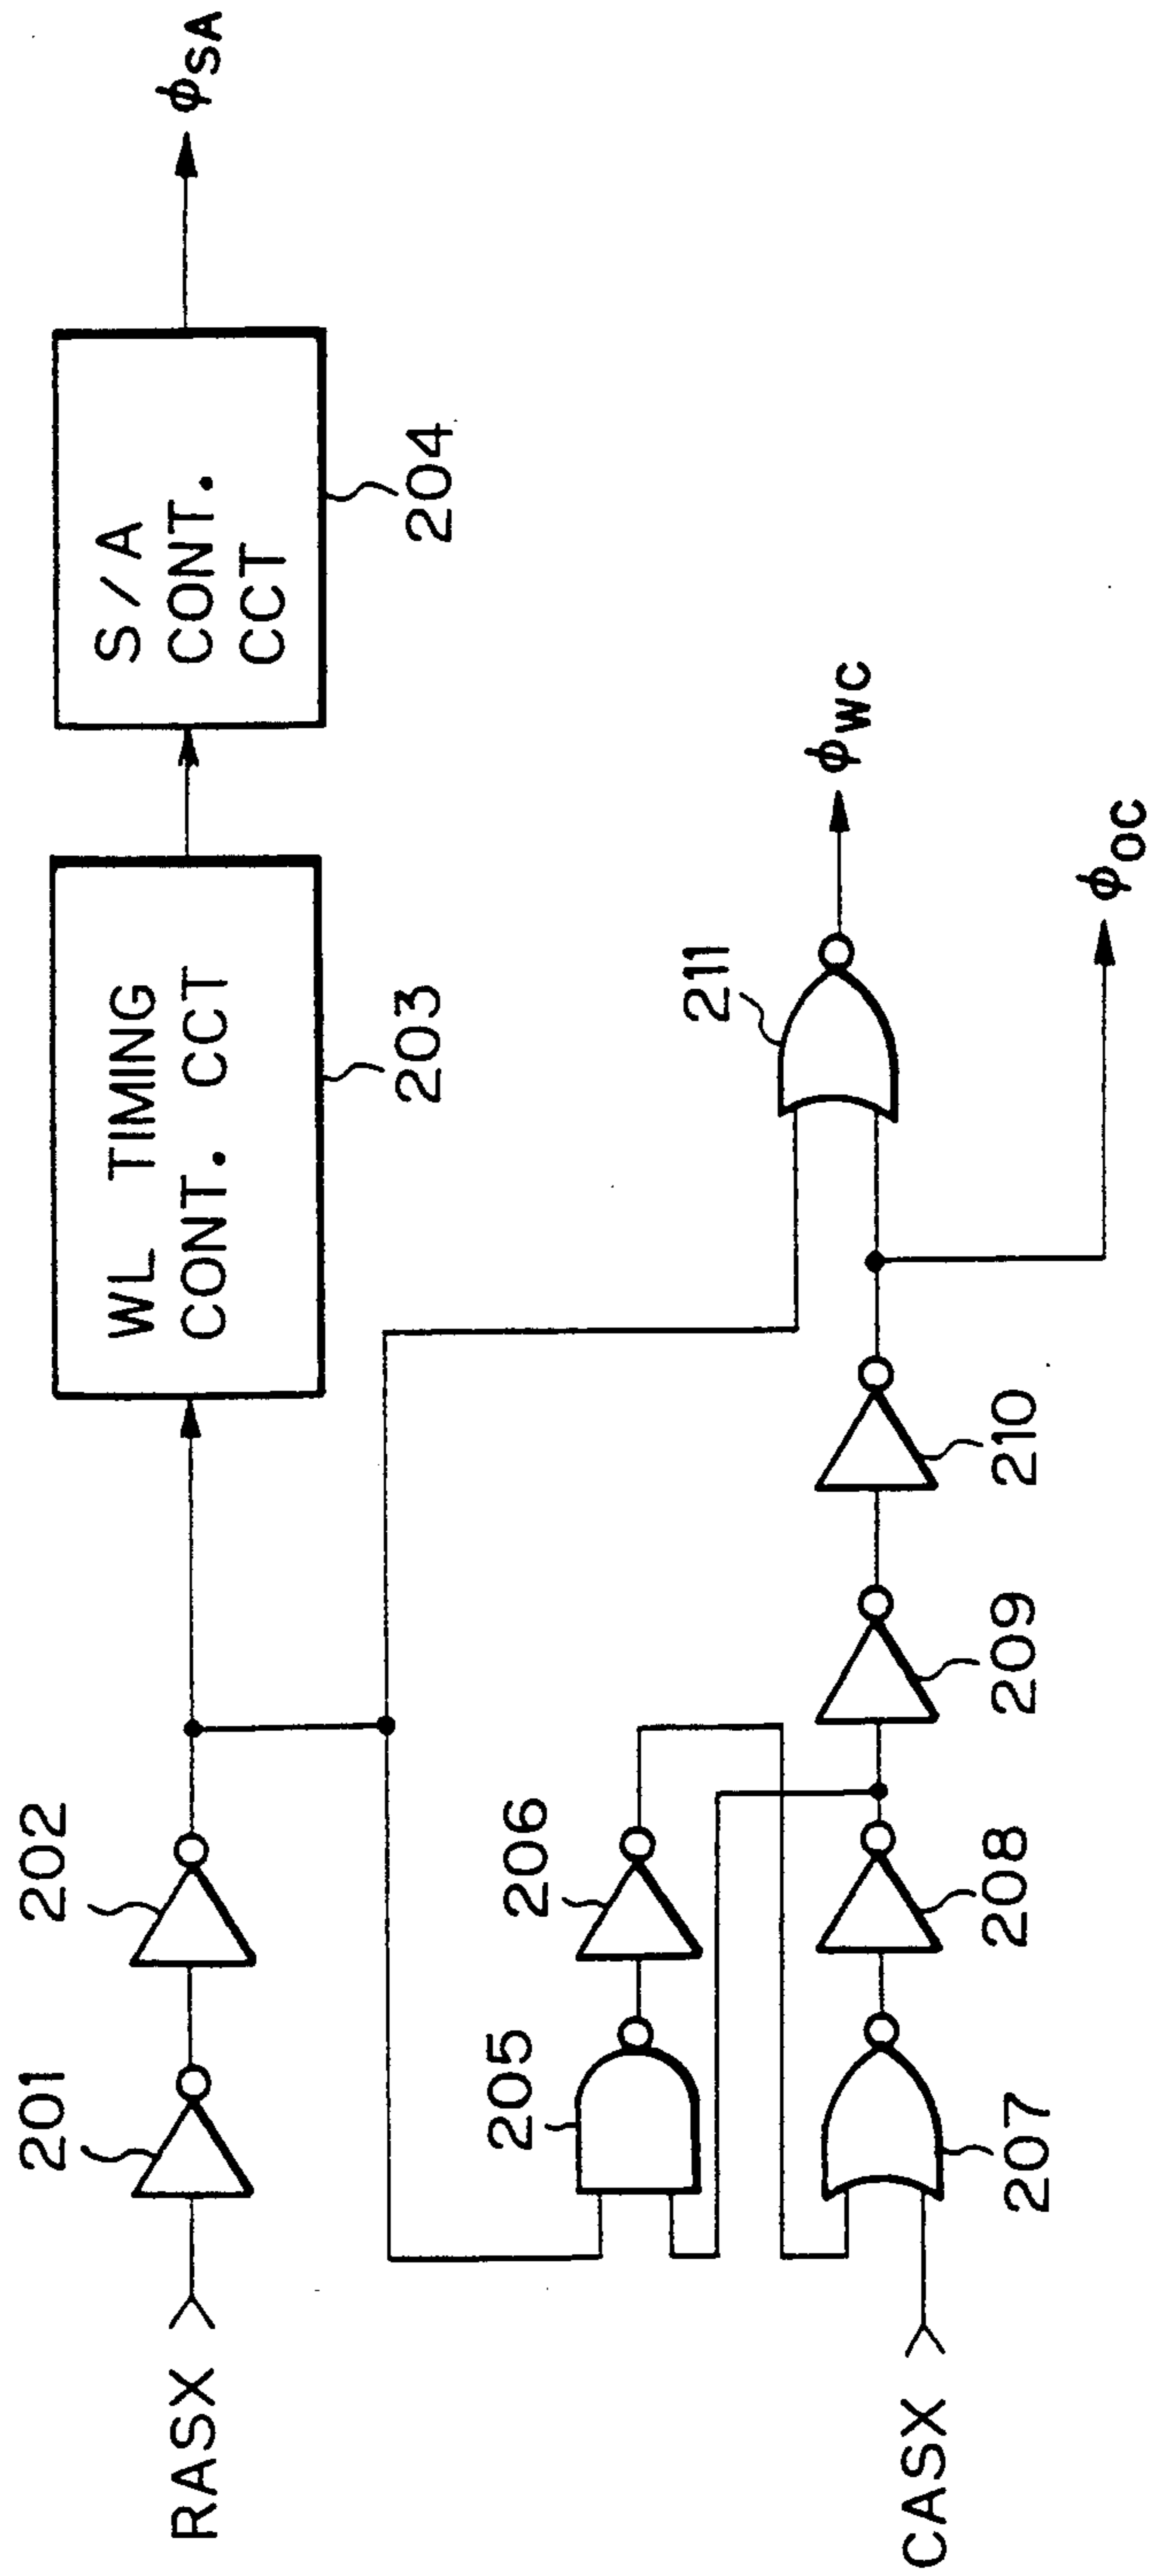 RASX
201
202
WL TIMING
CONT. CCT
203
S/A
CONT.
CCT
204
φSA
205
206
211
φWC
CASX
207
208
209
210
φOC